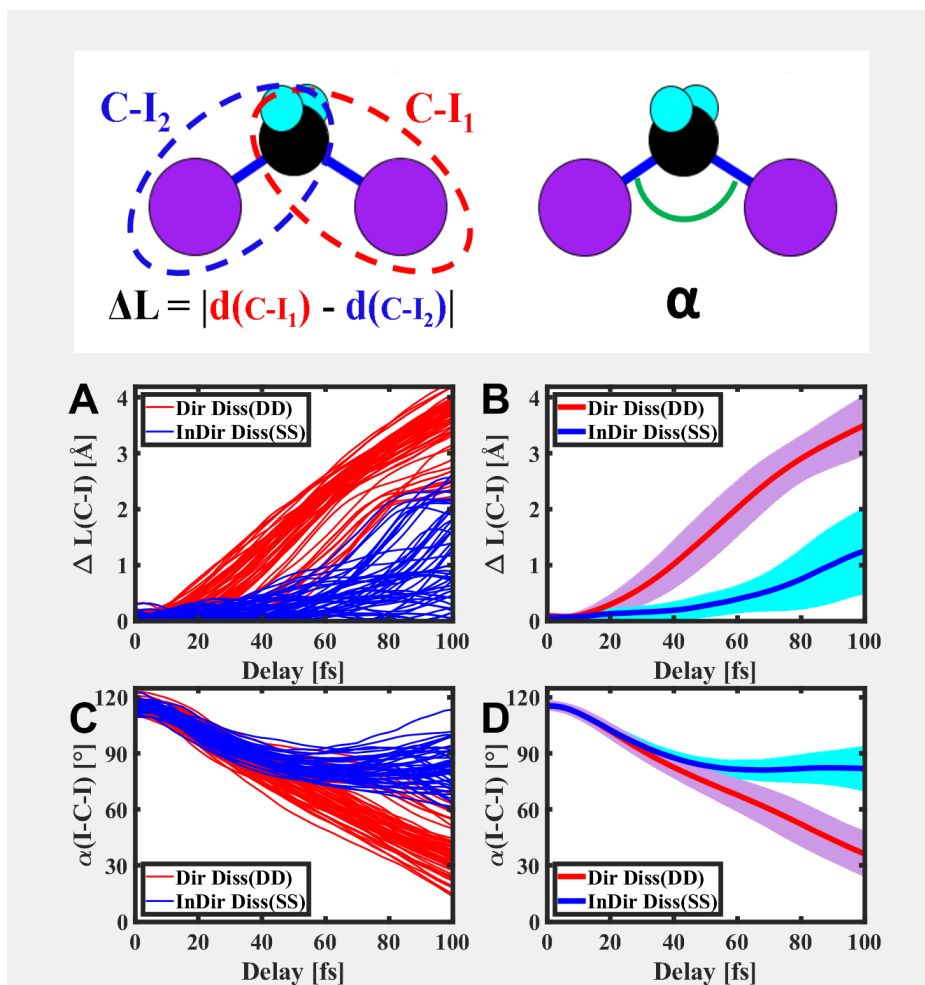 C-I₂ C-I₁
ΔL = |d(C-I₁) - d(C-I₂)| α
A B
Dir Diss(DD)
InDir Diss(SS)
Δ L(C-I) [Å]
4
3
2
1
0
0 20 40 60 80 100
Delay [fs]
Dir Diss(DD)
InDir Diss(SS)
Δ L(C-I) [Å]
4
3
2
1
0
0 20 40 60 80 100
Delay [fs]
C D
α(I-C-I) [°]
120
90
60
30
0
Dir Diss(DD)
InDir Diss(SS)
0 20 40 60 80 100
Delay [fs]
α(I-C-I) [°]
120
90
60
30
0
Dir Diss(DD)
InDir Diss(SS)
0 20 40 60 80 100
Delay [fs]